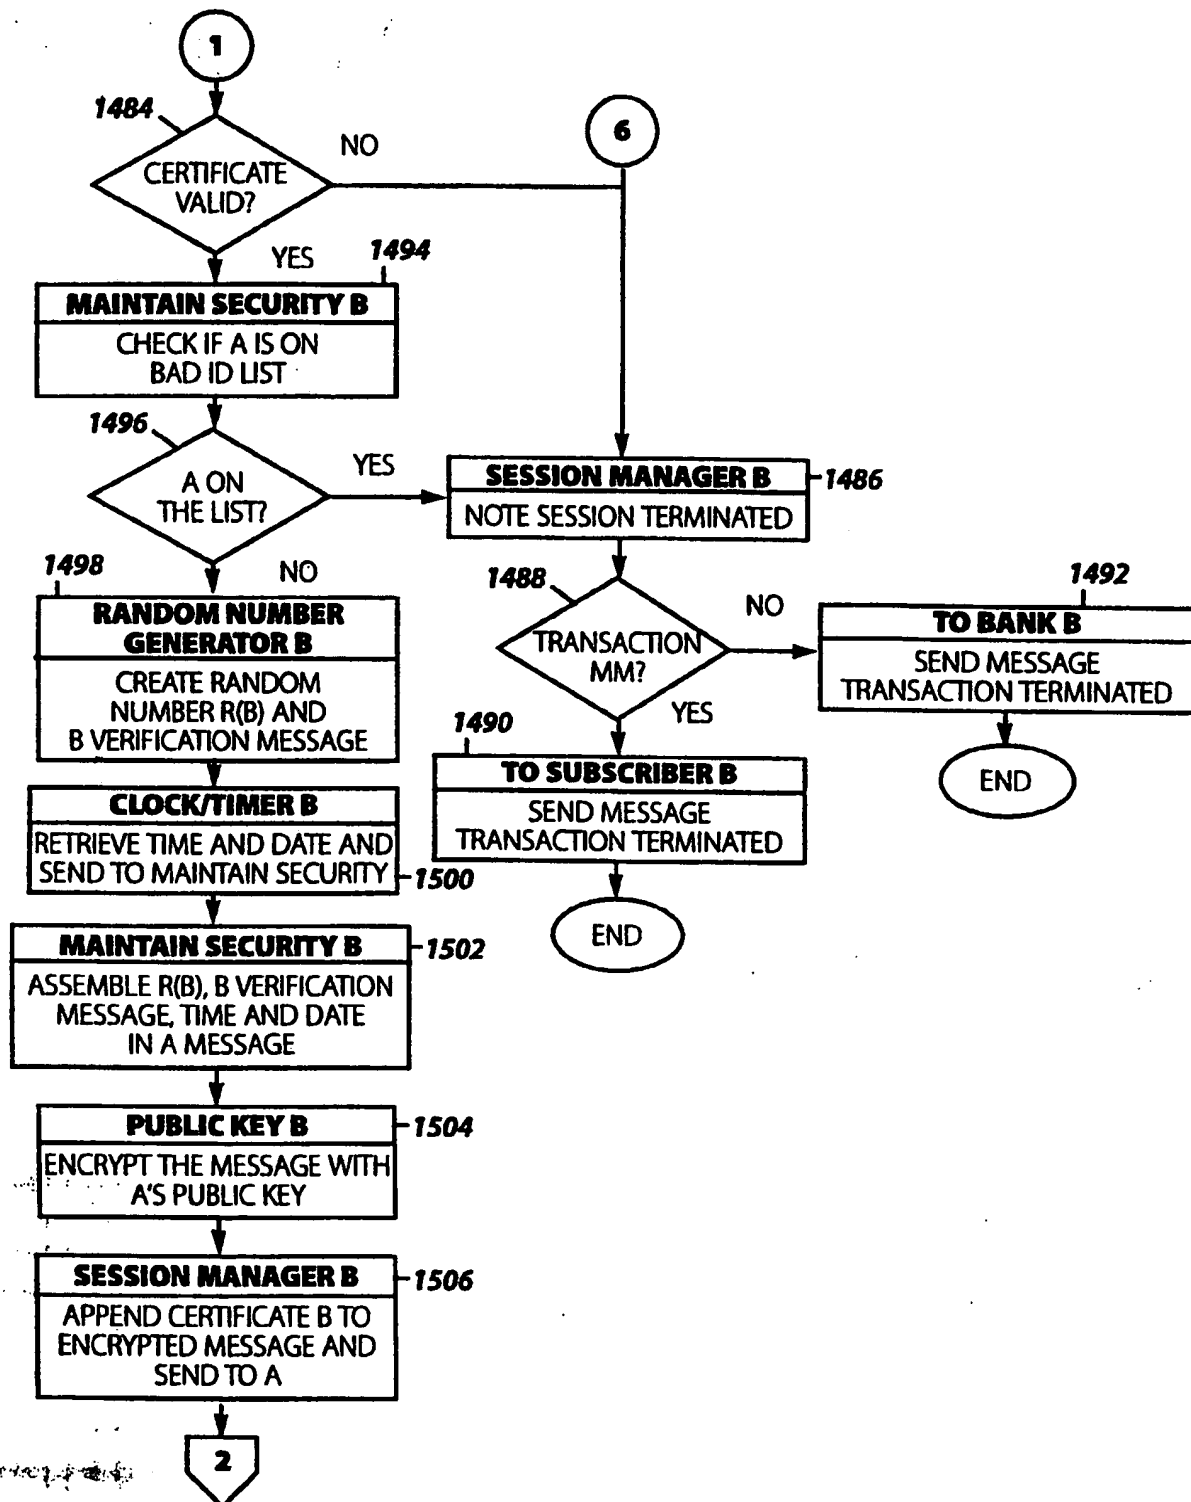 1
1484
CERTIFICATE
VALID?
NO
6
YES
1494
MAINTAIN SECURITY B
CHECK IF A IS ON
BAD ID LIST
1496
A ON
THE LIST?
YES
SESSION MANAGER B
1486
NOTE SESSION TERMINATED
1498
NO
RANDOM NUMBER
GENERATOR B
CREATE RANDOM
NUMBER R(B) AND
B VERIFICATION MESSAGE
1488
TRANSACTION
MM?
NO
1492
TO BANK B
SEND MESSAGE
TRANSACTION TERMINATED
END
YES
1490
TO SUBSCRIBER B
SEND MESSAGE
TRANSACTION TERMINATED
END
CLOCK/TIMER B
RETRIEVE TIME AND DATE AND
SEND TO MAINTAIN SECURITY
1500
MAINTAIN SECURITY B
1502
ASSEMBLE R(B), B VERIFICATION
MESSAGE, TIME AND DATE
IN A MESSAGE
PUBLIC KEY B
1504
ENCRYPT THE MESSAGE WITH
A'S PUBLIC KEY
SESSION MANAGER B
1506
APPEND CERTIFICATE B TO
ENCRYPTED MESSAGE AND
SEND TO A
2